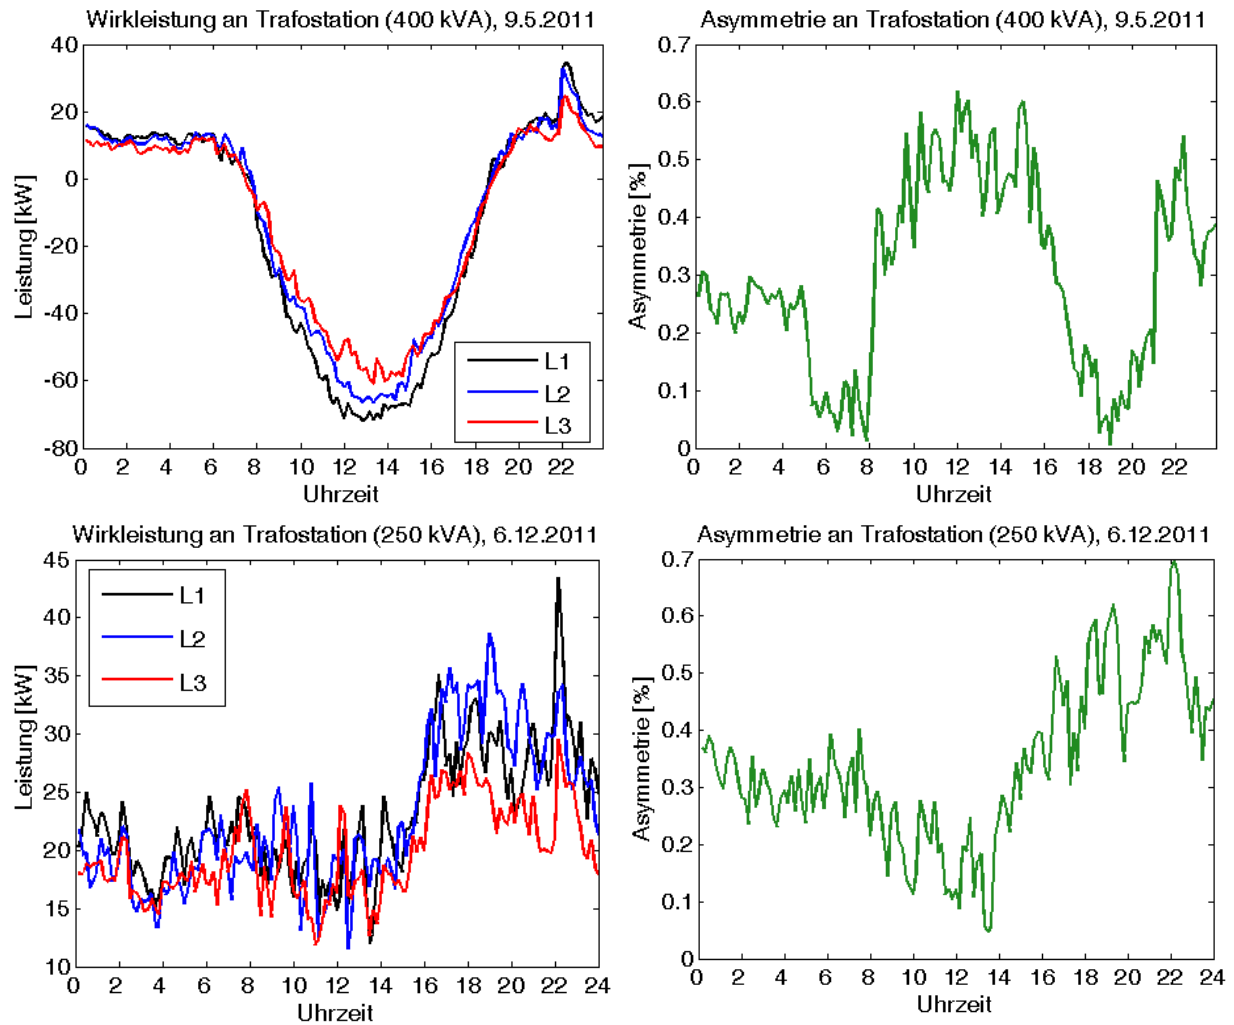 Wirkleistung an Trafostation (400 kVA), 9.5.2011
Leistung [kW]
40
20
0
-20
-40
-60
-80
L1
L2
L3
0 2 4 6 8 10 12 14 16 18 20 22
Uhrzeit
Asymmetrie an Trafostation (400 kVA), 9.5.2011
Asymmetrie [%]
0.7
0.6
0.5
0.4
0.3
0.2
0.1
0
0 2 4 6 8 10 12 14 16 18 20 22
Uhrzeit
Wirkleistung an Trafostation (250 kVA), 6.12.2011
Leistung [kW]
45
40
35
30
25
20
15
10
L1
L2
L3
0 2 4 6 8 10 12 14 16 18 20 22 24
Uhrzeit
Asymmetrie an Trafostation (250 kVA), 6.12.2011
Asymmetrie [%]
0.7
0.6
0.5
0.4
0.3
0.2
0.1
0
0 2 4 6 8 10 12 14 16 18 20 22 24
Uhrzeit